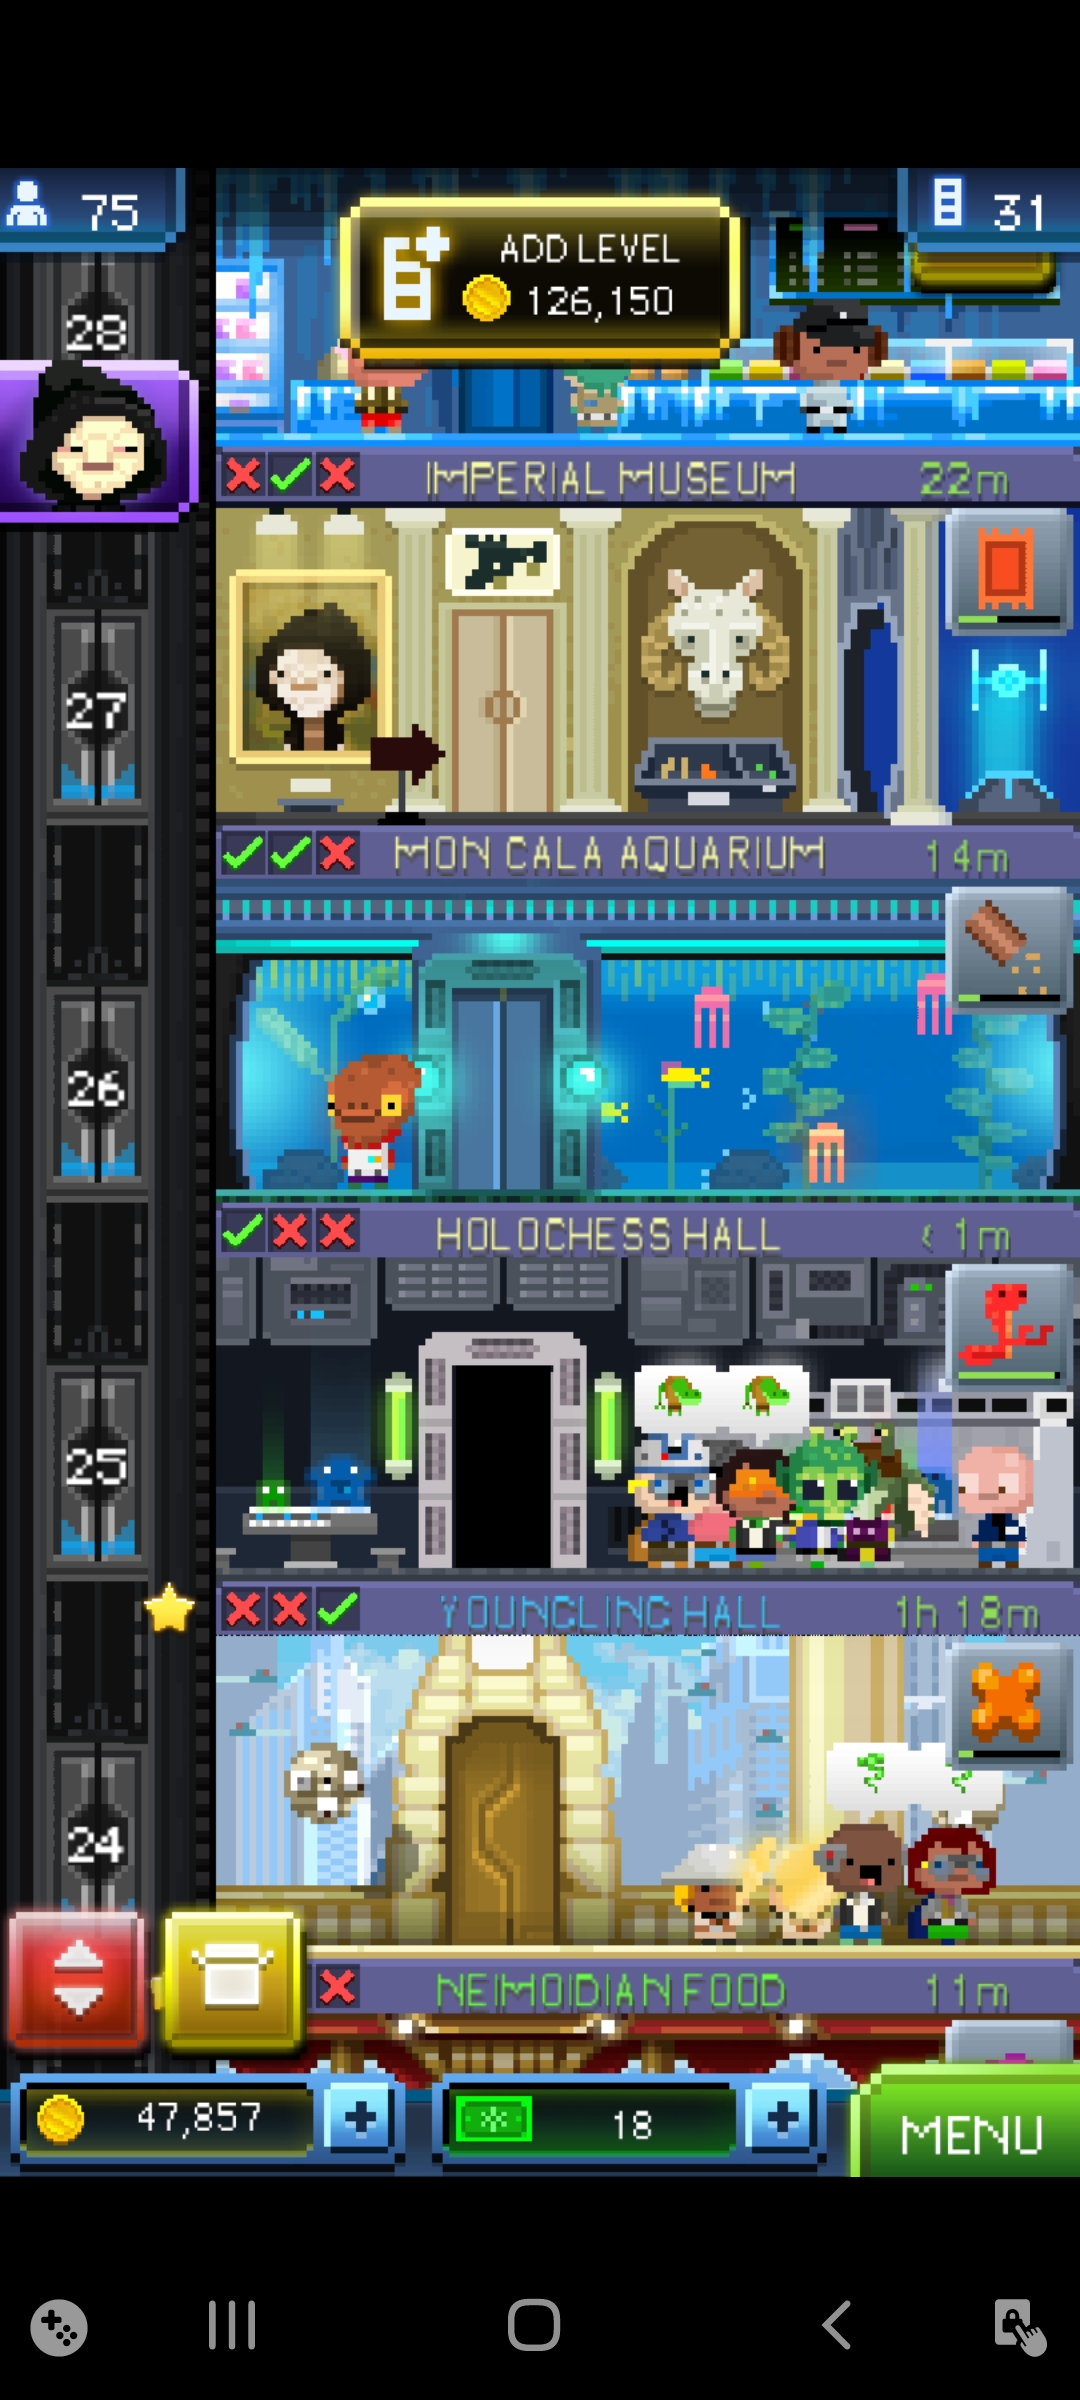 75
ADD LEVEL
126,150
31
28
IMPERIAL MUSEUM 22m
27
MON CALA AQUARIUM 14m
26
HOLOCHESS HALL < 1m
25
YOUNGLING HALL 1h 18m
24
NEIMOIDIAN FOOD 11m
47,857
18
MENU